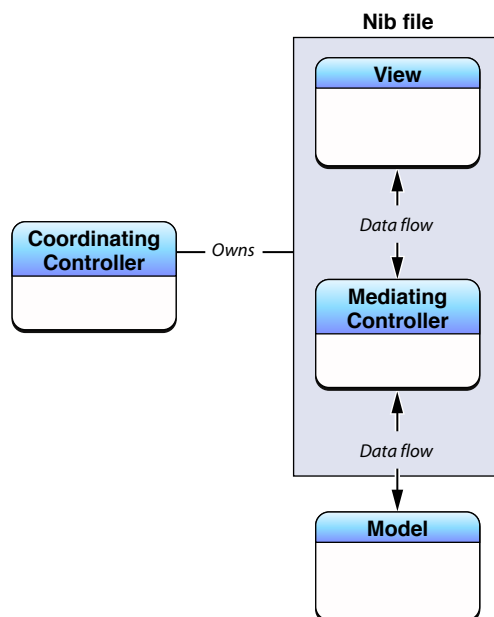 Nib file
View
Data flow
Coordinating
Controller
Owns
Mediating
Controller
Data flow
Model